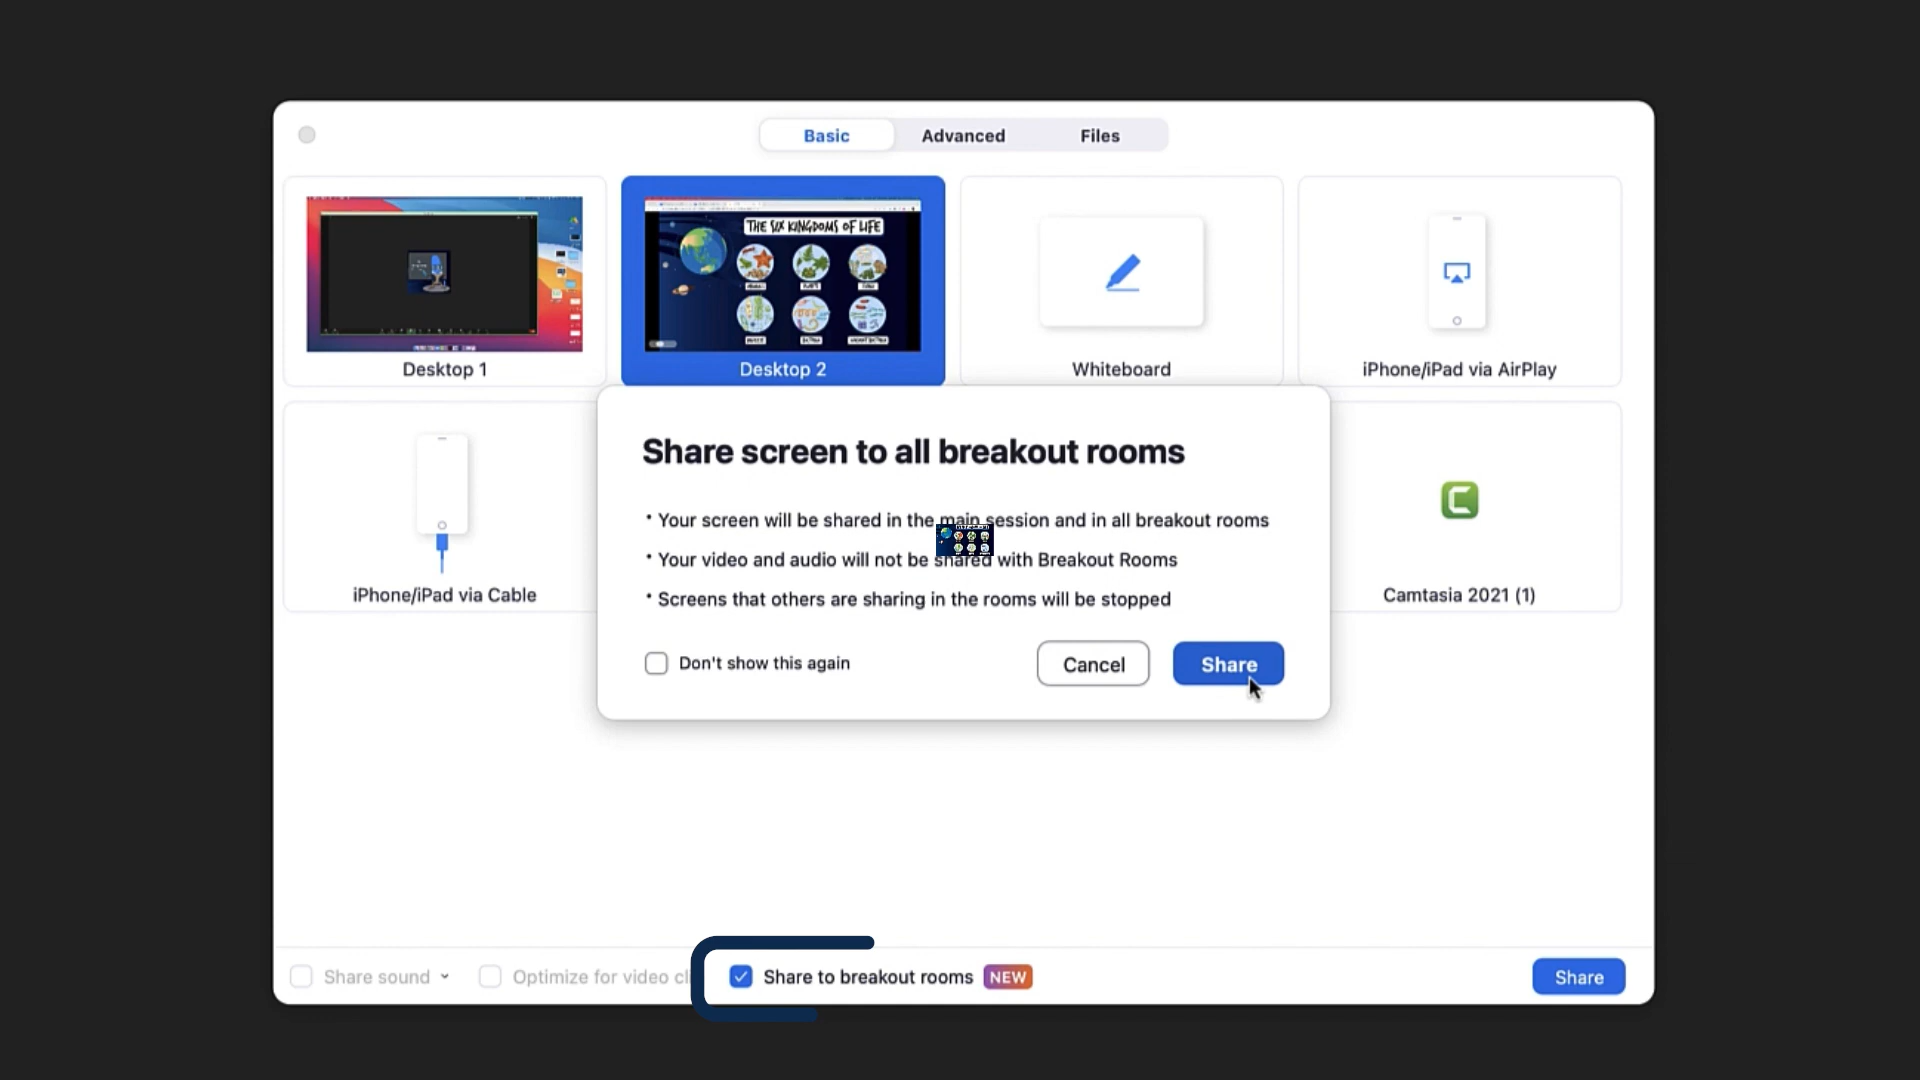 Basic
Advanced
Files
THE SIX KINGDOMS OF LIFE
Desktop 1
Desktop 2
Whiteboard
iPhone/iPad via AirPlay
iPhone/iPad via Cable
Camtasia 2021 (1)
Share screen to all breakout rooms
• Your screen will be shared in the main session and in all breakout rooms
• Your video and audio will not be shared with Breakout Rooms
• Screens that others are sharing in the rooms will be stopped
Don't show this again
Cancel
Share
Share sound
Optimize for video
Share to breakout rooms NEW
Share